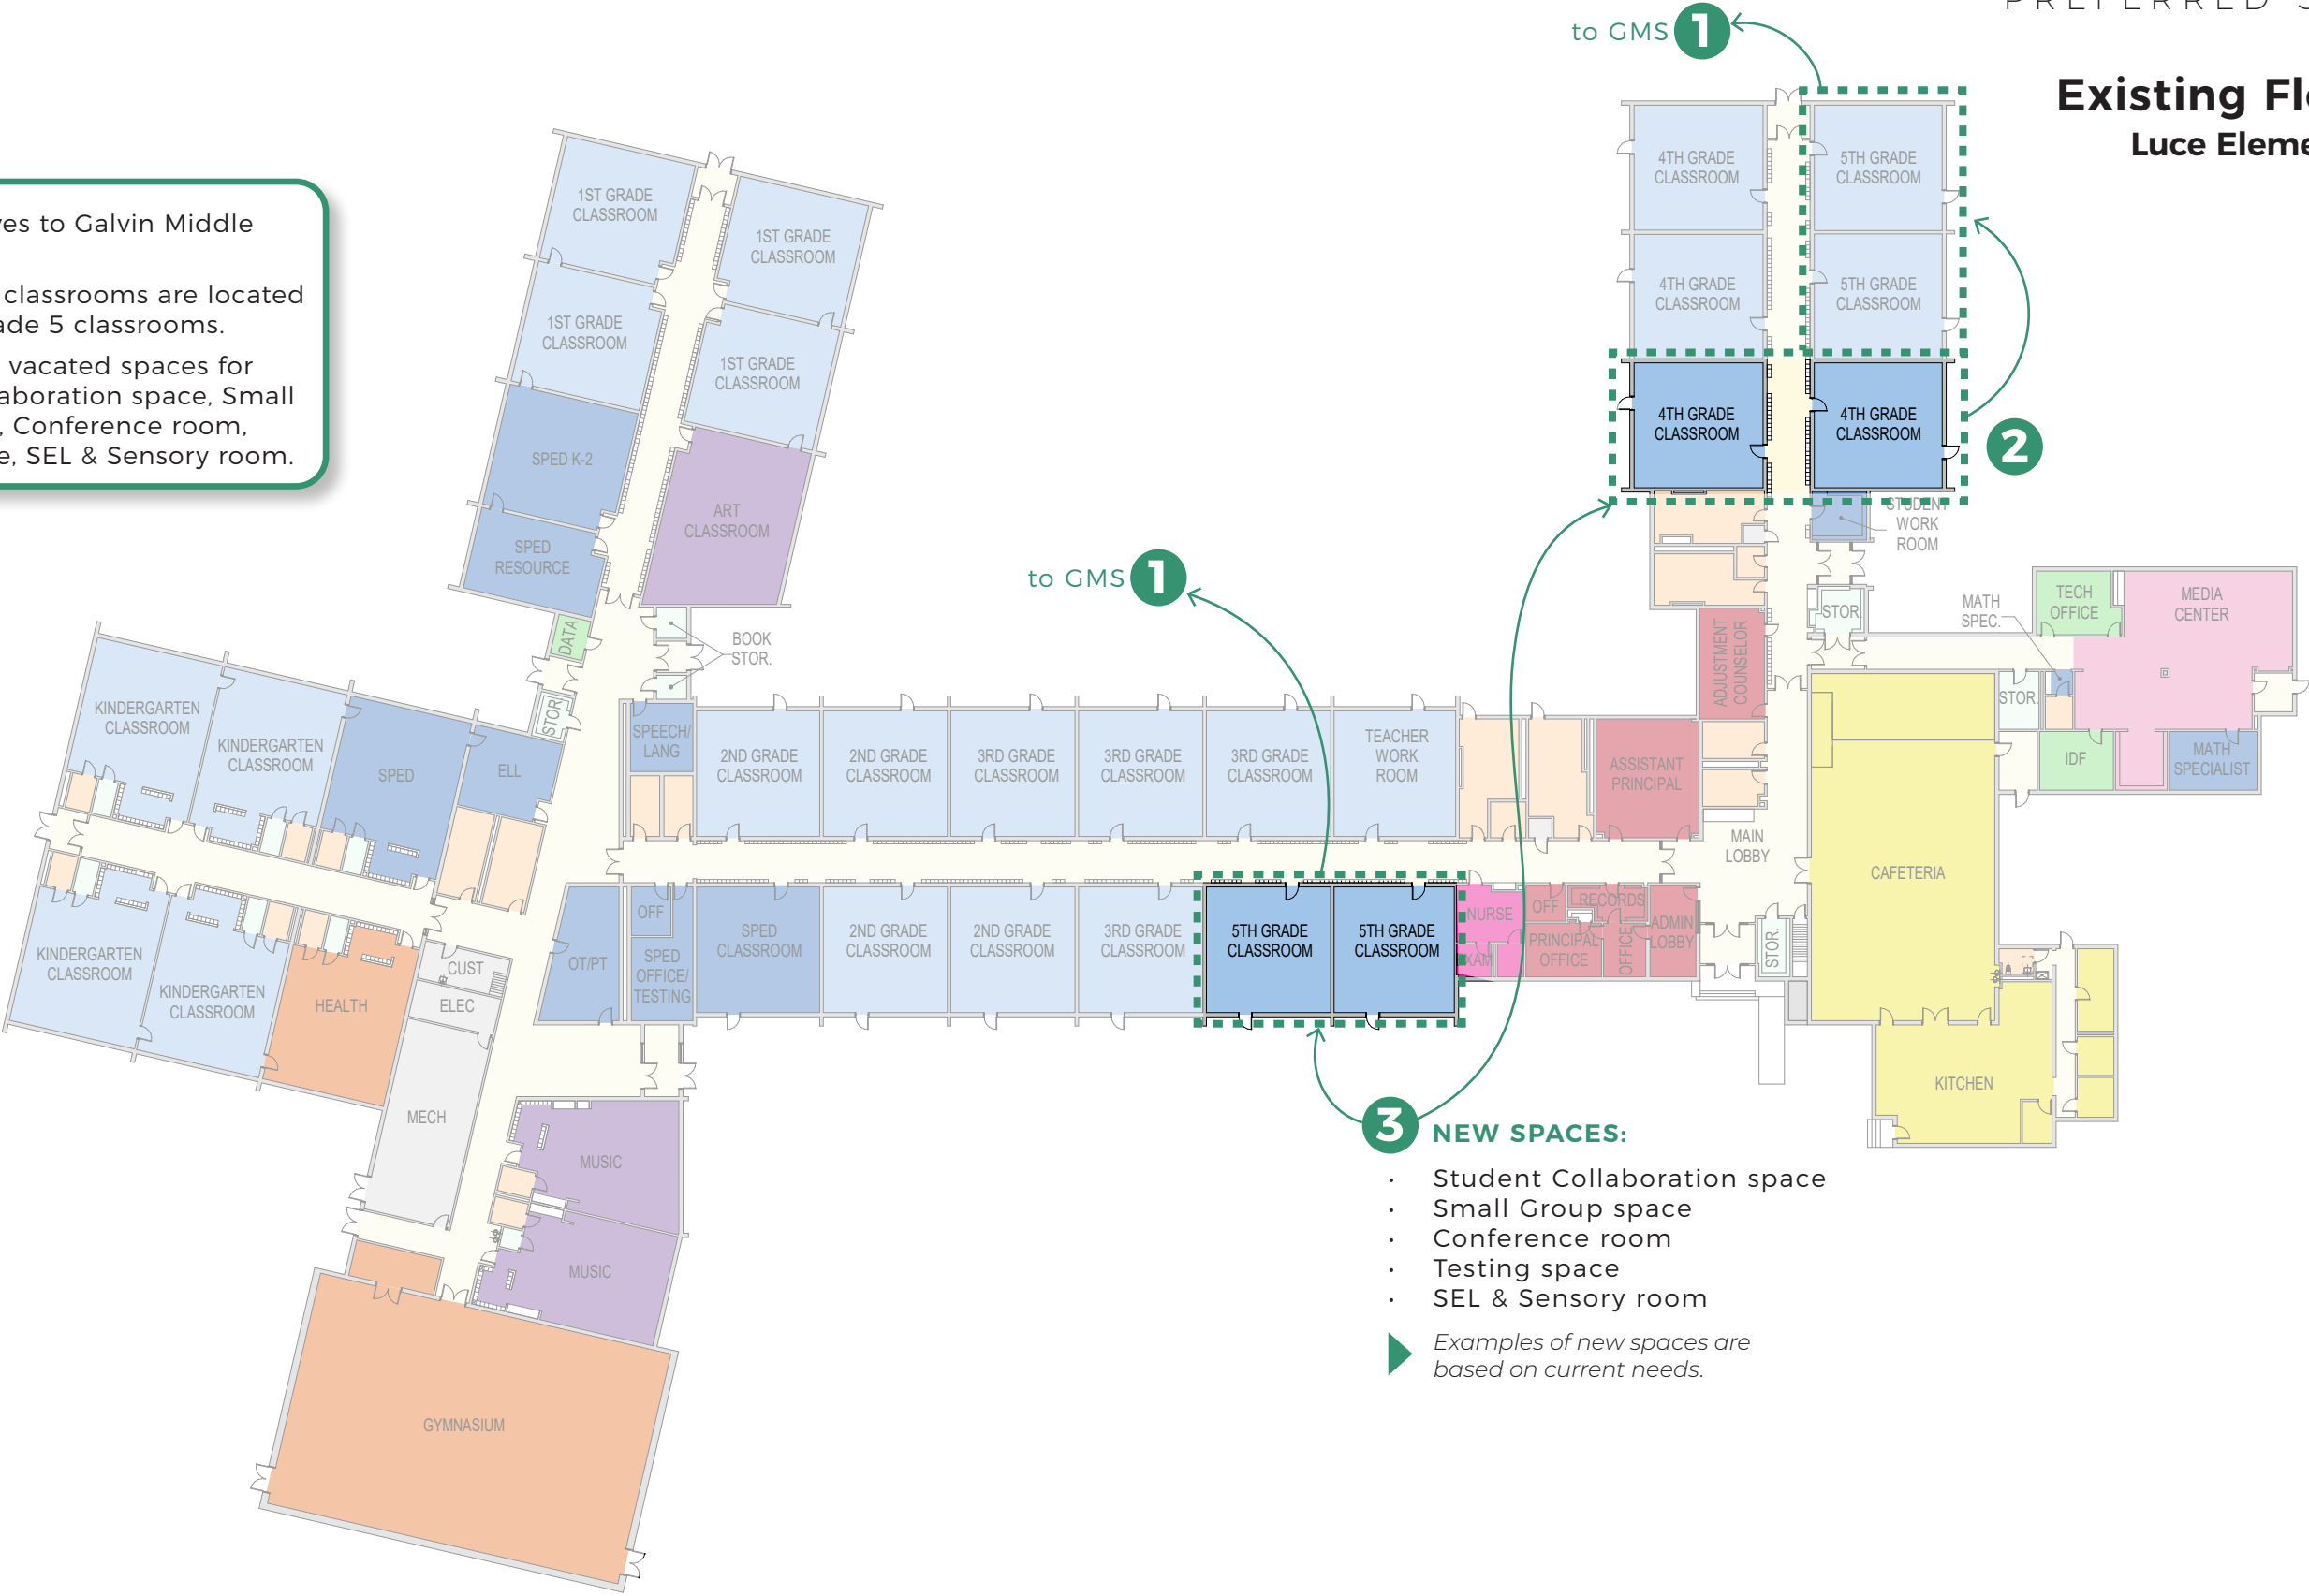 PREFERRED S
to GMS 1
Existing Flo
Luce Eleme
ves to Galvin Middle
classrooms are located
ade 5 classrooms.
vacated spaces for
aboration space, Small
, Conference room,
e, SEL & Sensory room.
1ST GRADE
CLASSROOM
1ST GRADE
CLASSROOM
1ST GRADE
CLASSROOM
1ST GRADE
CLASSROOM
SPED K-2
ART
CLASSROOM
SPED
RESOURCE
DATA
BOOK
STOR.
STOR.
4TH GRADE
CLASSROOM
5TH GRADE
CLASSROOM
4TH GRADE
CLASSROOM
5TH GRADE
CLASSROOM
4TH GRADE
CLASSROOM
4TH GRADE
CLASSROOM
2
STUDENT
WORK
ROOM
to GMS 1
ADJUSTMENT
COUNSELOR
STOR.
MATH
SPEC.
TECH
OFFICE
MEDIA
CENTER
STOR.
IDF
MATH
SPECIALIST
KINDERGARTEN
CLASSROOM
KINDERGARTEN
CLASSROOM
SPED
ELL
SPEECH/
LANG
2ND GRADE
CLASSROOM
2ND GRADE
CLASSROOM
3RD GRADE
CLASSROOM
3RD GRADE
CLASSROOM
3RD GRADE
CLASSROOM
TEACHER
WORK
ROOM
ASSISTANT
PRINCIPAL
MAIN
LOBBY
CAFETERIA
KINDERGARTEN
CLASSROOM
KINDERGARTEN
CLASSROOM
HEALTH
CUST
ELEC
MECH
OT/PT
OFF
SPED
OFFICE/
TESTING
SPED
CLASSROOM
2ND GRADE
CLASSROOM
2ND GRADE
CLASSROOM
3RD GRADE
CLASSROOM
5TH GRADE
CLASSROOM
5TH GRADE
CLASSROOM
NURSE
EXAM
OFF
RECORDS
PRINCIPAL
OFFICE
OFFICE
ADMIN
LOBBY
STOR.
KITCHEN
MUSIC
MUSIC
GYMNASIUM
3 NEW SPACES:
• Student Collaboration space
• Small Group space
• Conference room
• Testing space
• SEL & Sensory room
Examples of new spaces are
based on current needs.